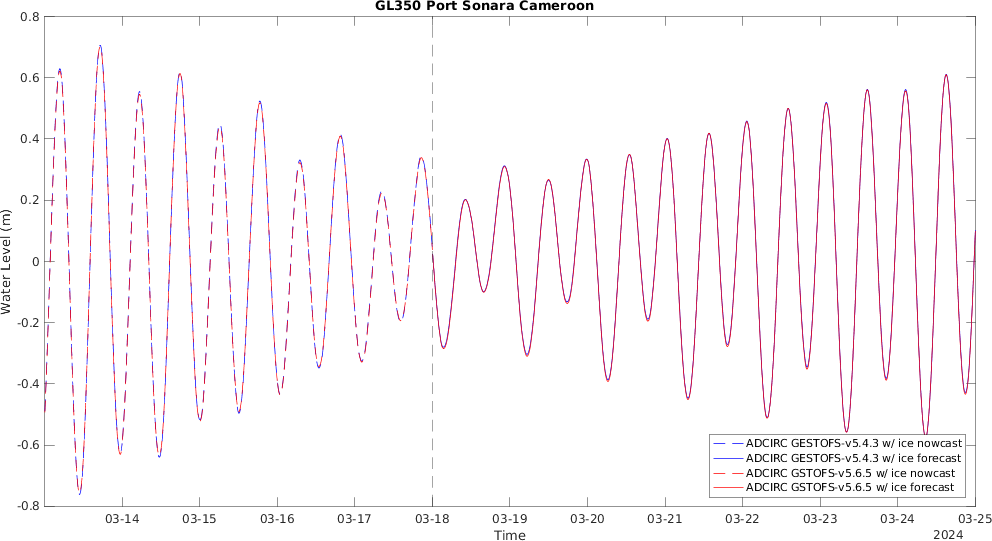 GL350 Port Sonara Cameroon
0.8
0.6
0.4
0.2
0
-0.2
-0.4
-0.6
-0.8
Water Level (m)
ADCIRC GESTOFS-v5.4.3 w/ ice nowcast
ADCIRC GESTOFS-v5.4.3 w/ ice forecast
ADCIRC GSTOFS-v5.6.5 w/ ice nowcast
ADCIRC GSTOFS-v5.6.5 w/ ice forecast
03-14 03-15 03-16 03-17 03-18 03-19 03-20 03-21 03-22 03-23 03-24 03-25
Time
2024